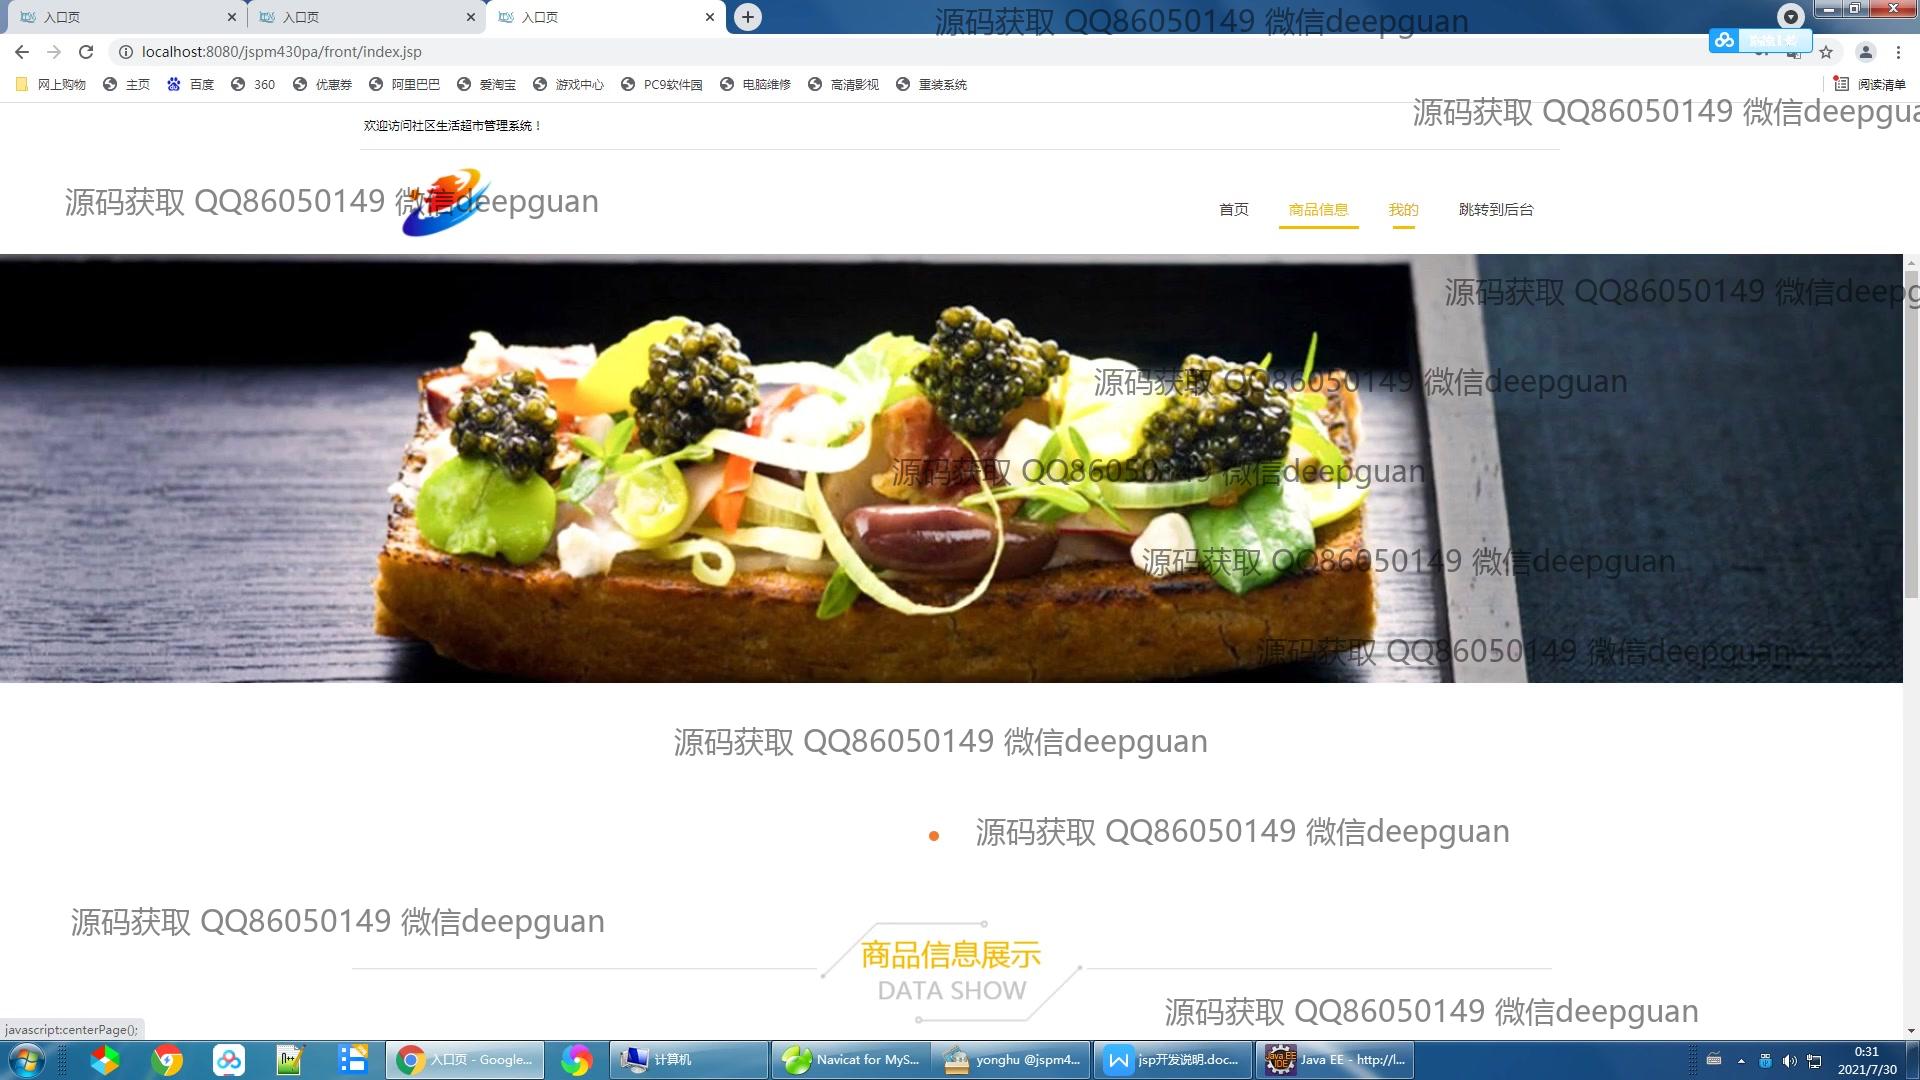 入口页
入口页
入口页
源码获取 QQ86050149 微信deepguan
localhost:8080/jspm430pa/front/index.jsp
网上购物 主页 百度 360 优惠券 阿里巴巴 爱淘宝 游戏中心 PC9软件园 电脑维修 高清影视 重装系统 阅读清单
源码获取 QQ86050149 微信deepgua
欢迎访问社区生活超市管理系统！
源码获取 QQ86050149 微信deepguan
首页 商品信息 我的 跳转到后台
源码获取 QQ86050149 微信deepg
源码获取 QQ86050149 微信deepguan
源码获取 QQ86050149 微信deepguan
源码获取 QQ86050149 微信deepguan
源码获取 QQ86050149 微信deepguan
源码获取 QQ86050149 微信deepguan
源码获取 QQ86050149 微信deepguan
源码获取 QQ86050149 微信deepguan
商品信息展示
DATA SHOW
源码获取 QQ86050149 微信deepguan
javascript:centerPage();
入口页 - Google... 计算机 Navicat for MyS... yonghu @jspm4... jsp开发说明.doc... Java EE - http://l...
0:31
2021/7/30